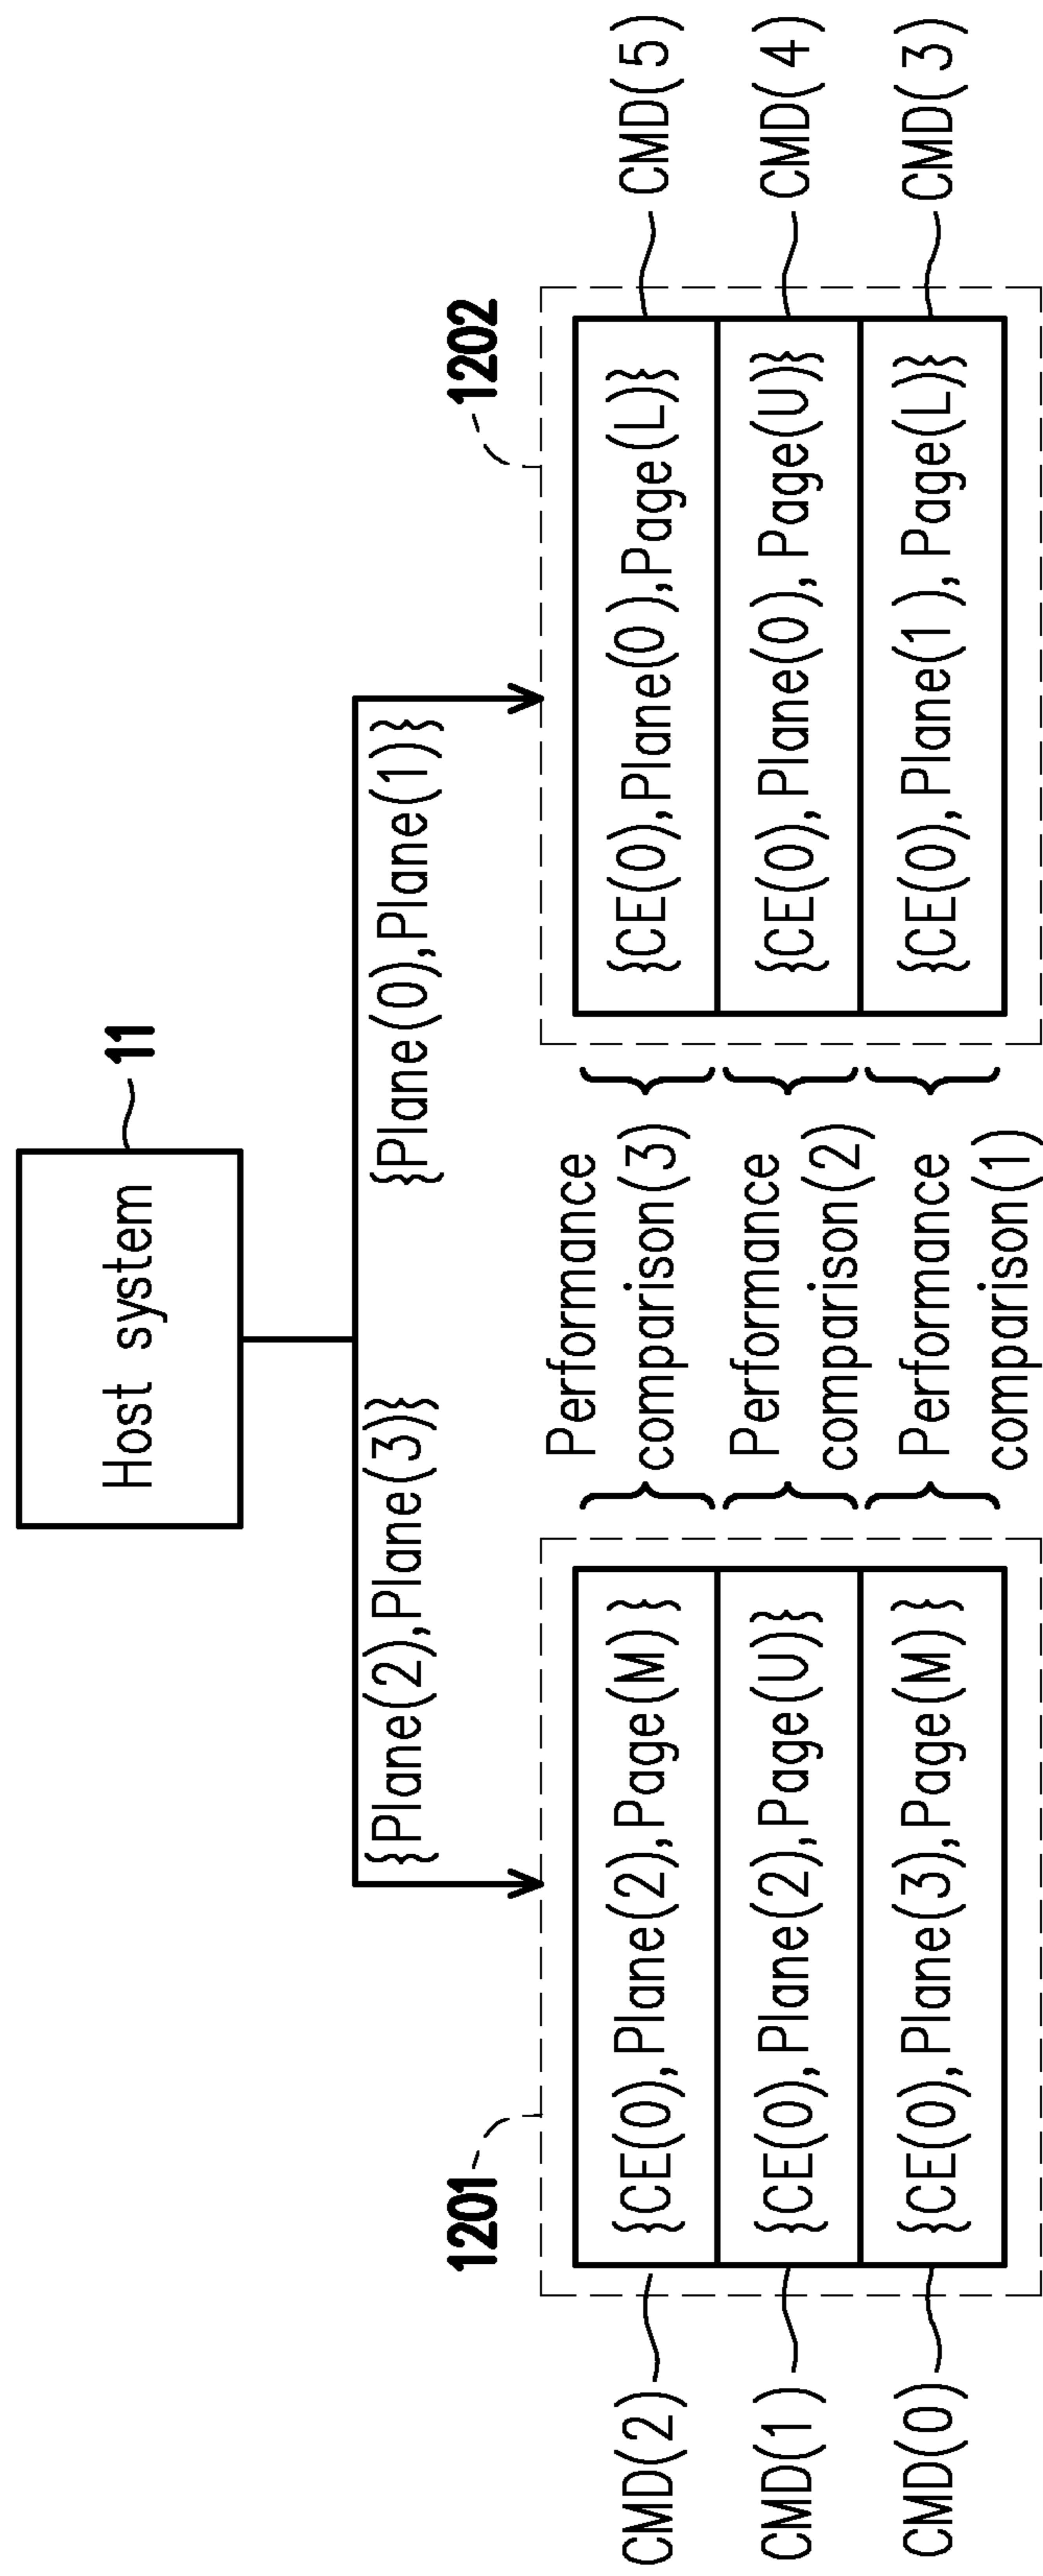 Host system
11
{Plane(2),Plane(3)}
{Plane(0),Plane(1)}
1201
1202
CMD(2)
{CE(0),Plane(2),Page(M)}
Performance
comparison(3)
{CE(0),Plane(0),Page(L)}
CMD(5)
CMD(1)
{CE(0),Plane(2),Page(U)}
Performance
comparison(2)
{CE(0),Plane(0),Page(U)}
CMD(4)
CMD(0)
{CE(0),Plane(3),Page(M)}
Performance
comparison(1)
{CE(0),Plane(1),Page(L)}
CMD(3)